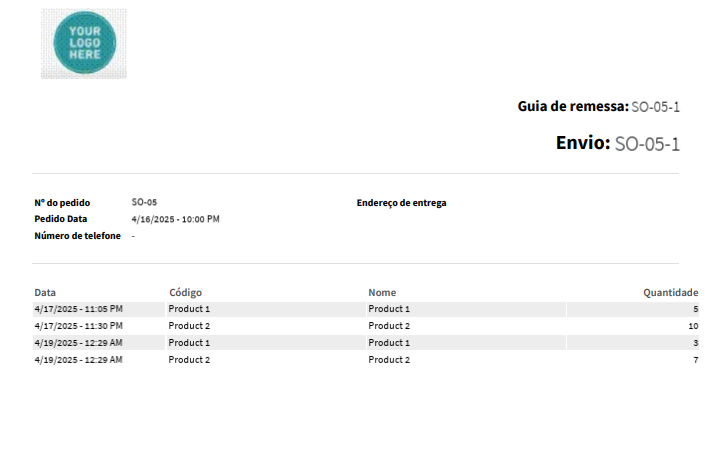 YOUR
LOGO
HERE
Guia de remessa: SO-05-1
Envio: SO-05-1
Nº do pedido SO-05 Endereço de entrega
Pedido Data 4/16/2025 - 10:00 PM
Número de telefone -
Data Código Nome Quantidade
4/17/2025 - 11:05 PM Product 1 Product 1 5
4/17/2025 - 11:30 PM Product 2 Product 2 10
4/19/2025 - 12:29 AM Product 1 Product 1 3
4/19/2025 - 12:29 AM Product 2 Product 2 7